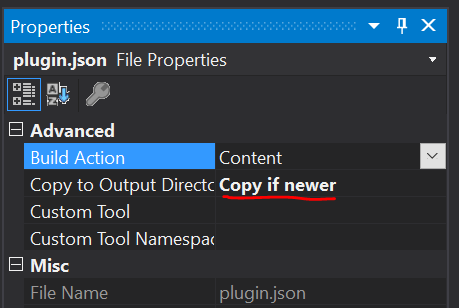 Properties
plugin.json File Properties
Advanced
Build Action Content
Copy to Output Directo Copy if newer
Custom Tool
Custom Tool Namespac
Misc
File Name plugin.json